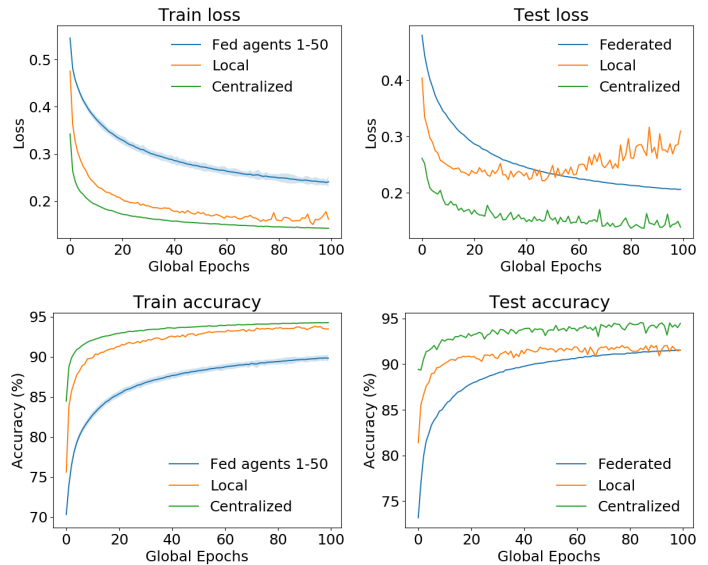 Train loss
Loss
0.5
0.4
0.3
0.2
Fed agents 1-50
Local
Centralized
0 20 40 60 80 100
Global Epochs
Test loss
Loss
0.4
0.3
0.2
Federated
Local
Centralized
0 20 40 60 80 100
Global Epochs
Train accuracy
Accuracy (%)
95
90
85
80
75
70
Fed agents 1-50
Local
Centralized
0 20 40 60 80 100
Global Epochs
Test accuracy
Accuracy (%)
95
90
85
80
75
Federated
Local
Centralized
0 20 40 60 80 100
Global Epochs